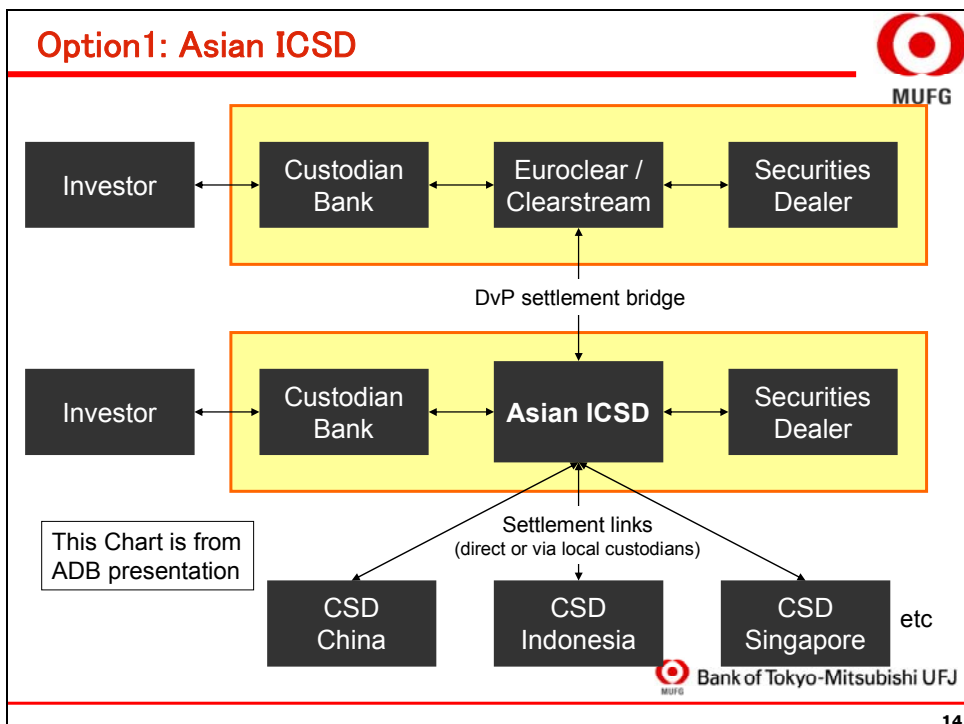 Option1: Asian ICSD
MUFG
Investor
Custodian
Bank
Euroclear /
Clearstream
Securities
Dealer
DvP settlement bridge
Investor
Custodian
Bank
Asian ICSD
Securities
Dealer
Settlement links
(direct or via local custodians)
This Chart is from
ADB presentation
CSD
China
CSD
Indonesia
CSD
Singapore
etc
MUFG
Bank of Tokyo-Mitsubishi UFJ
14